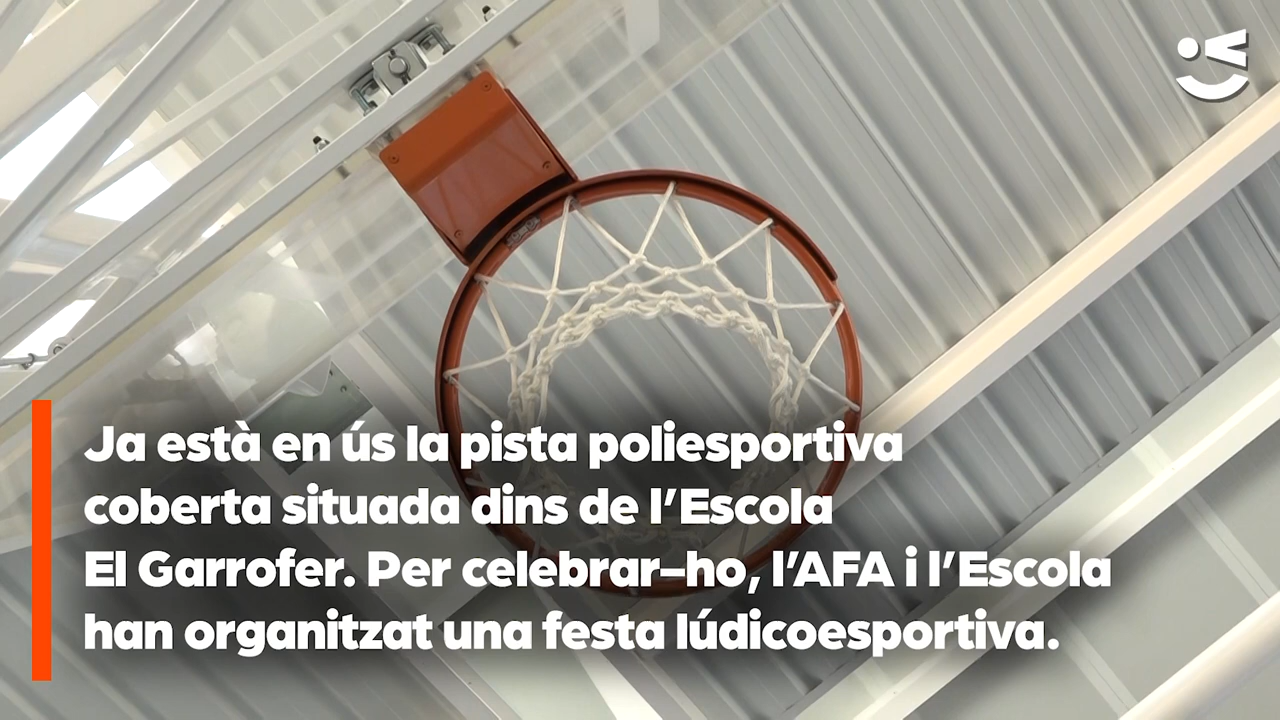 Ja està en ús la pista poliesportiva
coberta situada dins de l’Escola
El Garrofer. Per celebrar-ho, l’AFA i l’Escola
han organitzat una festa lúdicoesportiva.